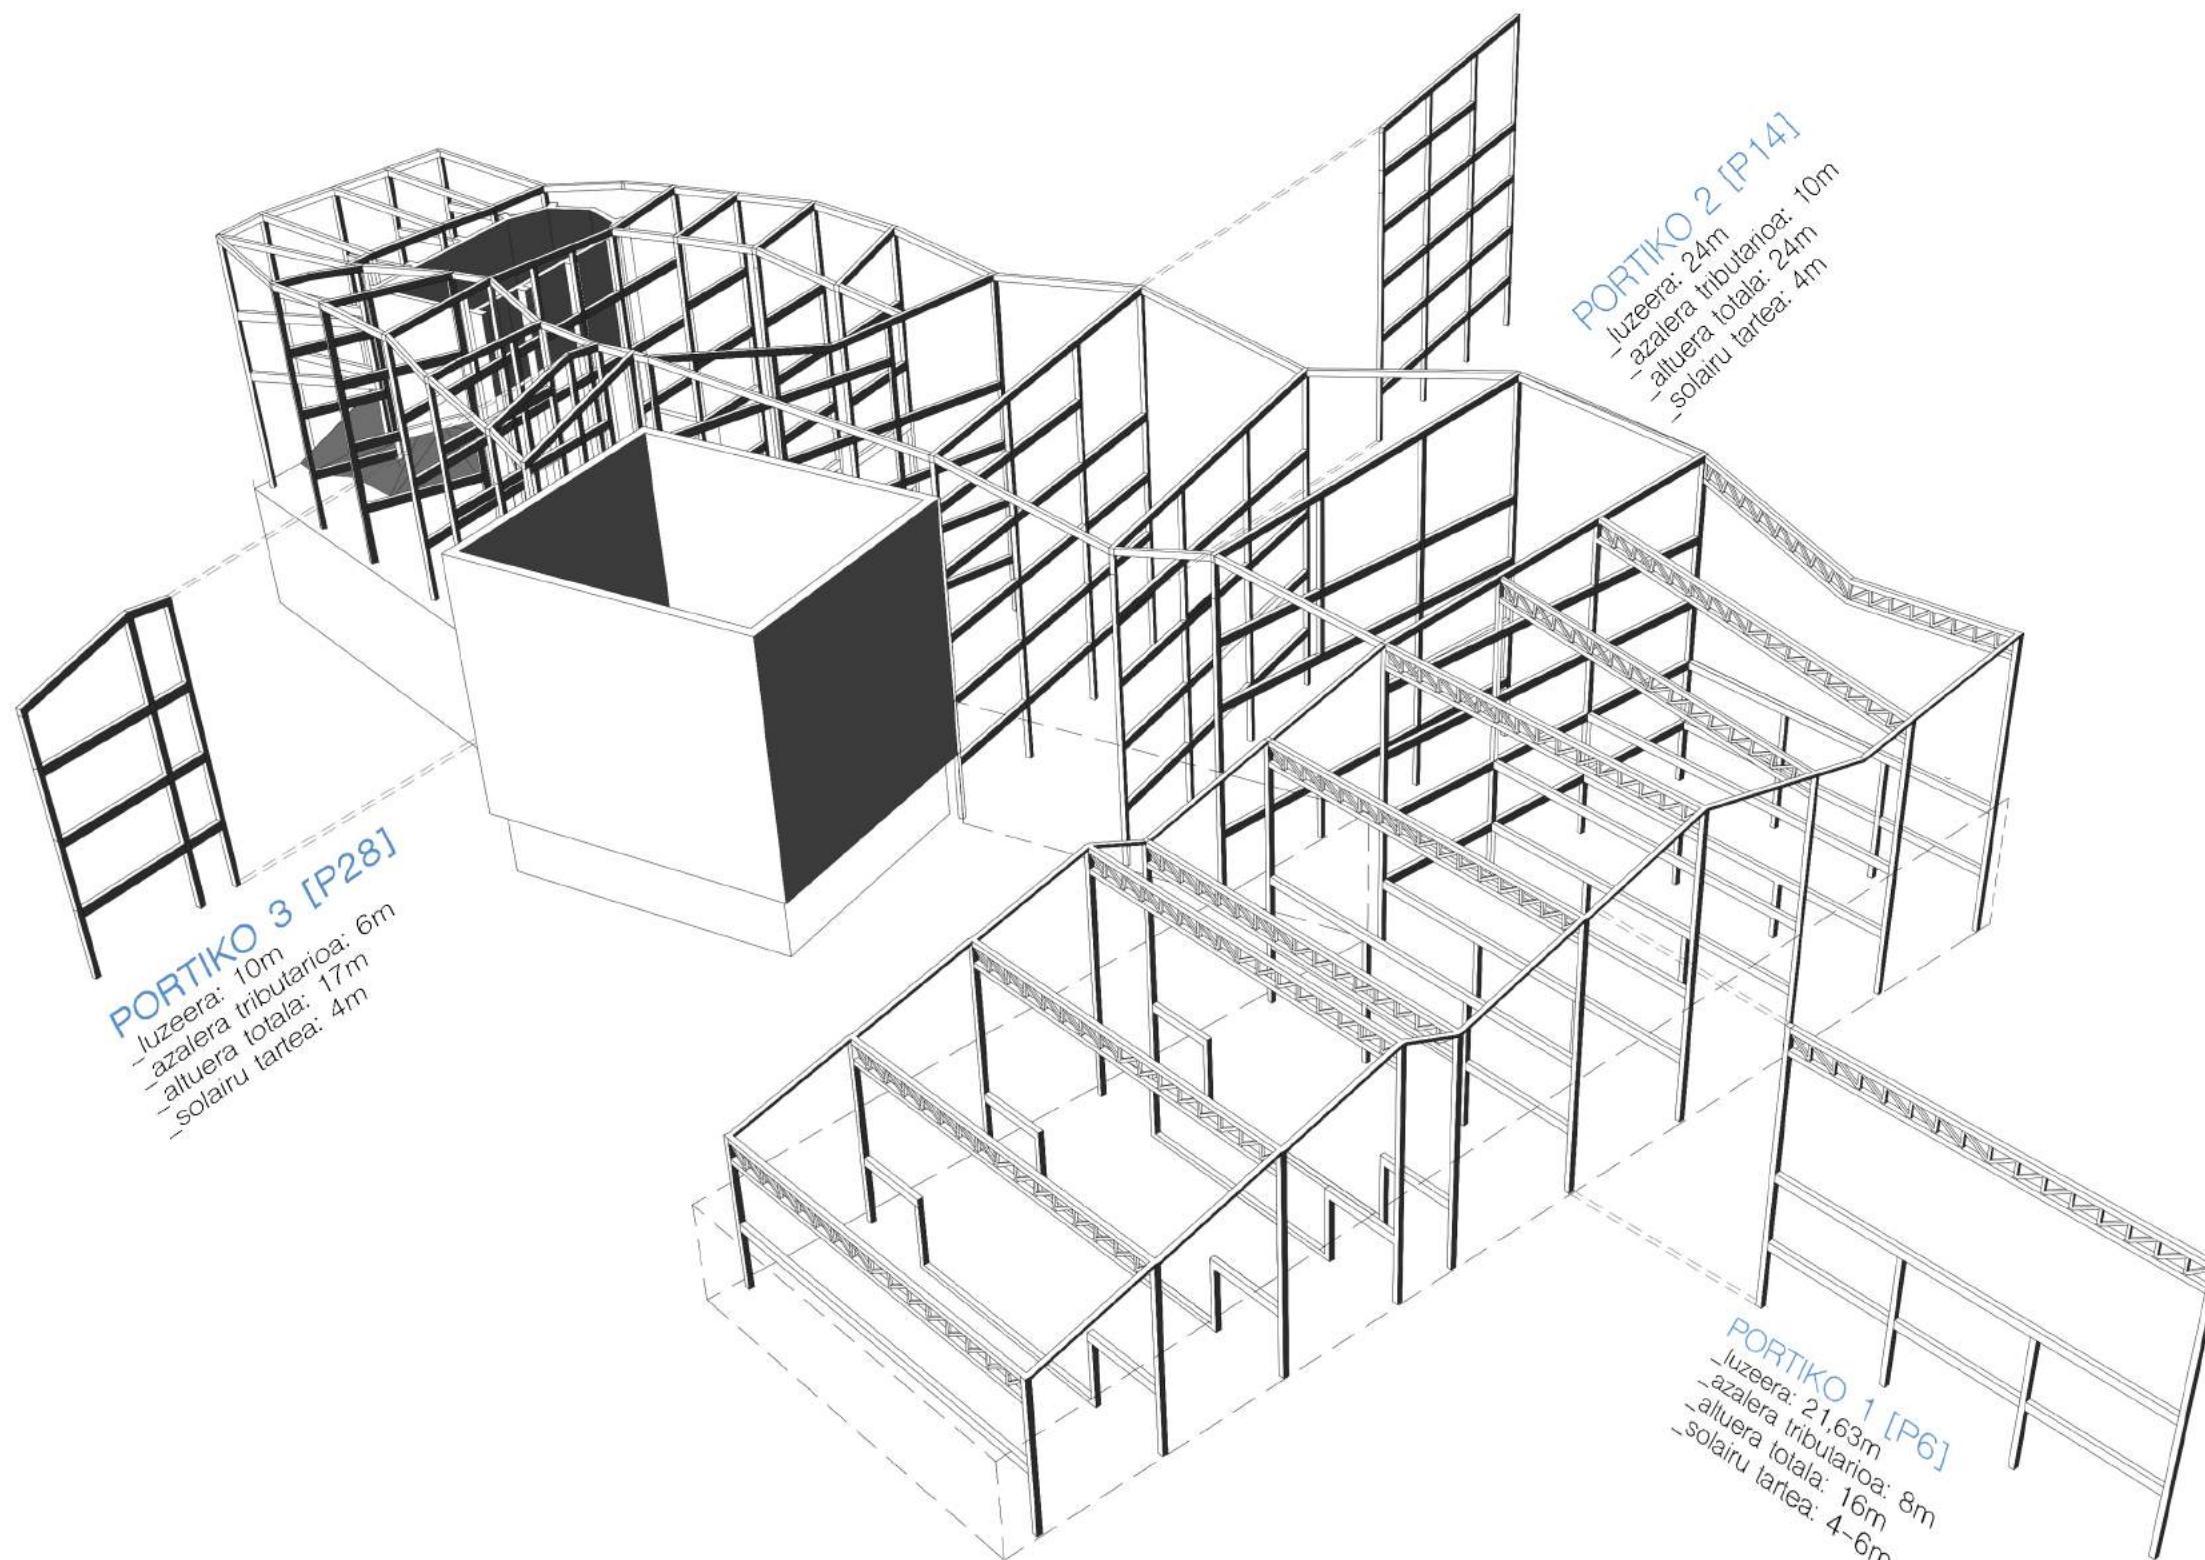 PORTIKO 2 [P14]
_luzeera: 24m
_azalera tributarioa: 10m
_altuera totala: 24m
_solairu tartea: 4m
PORTIKO 3 [P28]
_luzeera: 10m
_azalera tributarioa: 6m
_altuera totala: 17m
_solairu tartea: 4m
PORTIKO 1 [P6]
_luzeera: 21,63m
_azalera tributarioa: 8m
_altuera totala: 16m
_solairu tartea: 4-6m